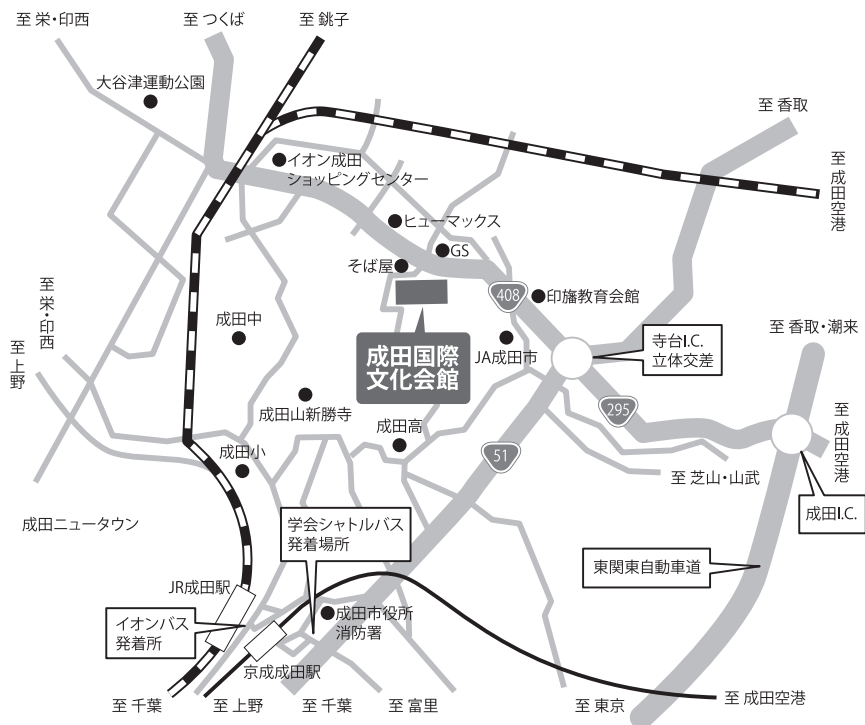 至 栄・印西
至 つくば
至 銚子
大谷津運動公園
至 香取
至 成田空港
イオン成田
ショッピングセンター
ヒューマックス
GS
そば屋
408
印旛教育会館
至 栄・印西
至 上野
成田中
成田国際
文化会館
JA成田市
寺台I.C.
立体交差
至 香取・潮来
至 成田空港
成田山新勝寺
295
成田高
51
成田小
至 芝山・山武
成田I.C.
成田ニュータウン
学会シャトルバス
発着場所
東関東自動車道
JR成田駅
イオンバス
発着所
成田市役所
消防署
京成成田駅
至 千葉
至 上野
至 千葉
至 富里
至 東京
至 成田空港